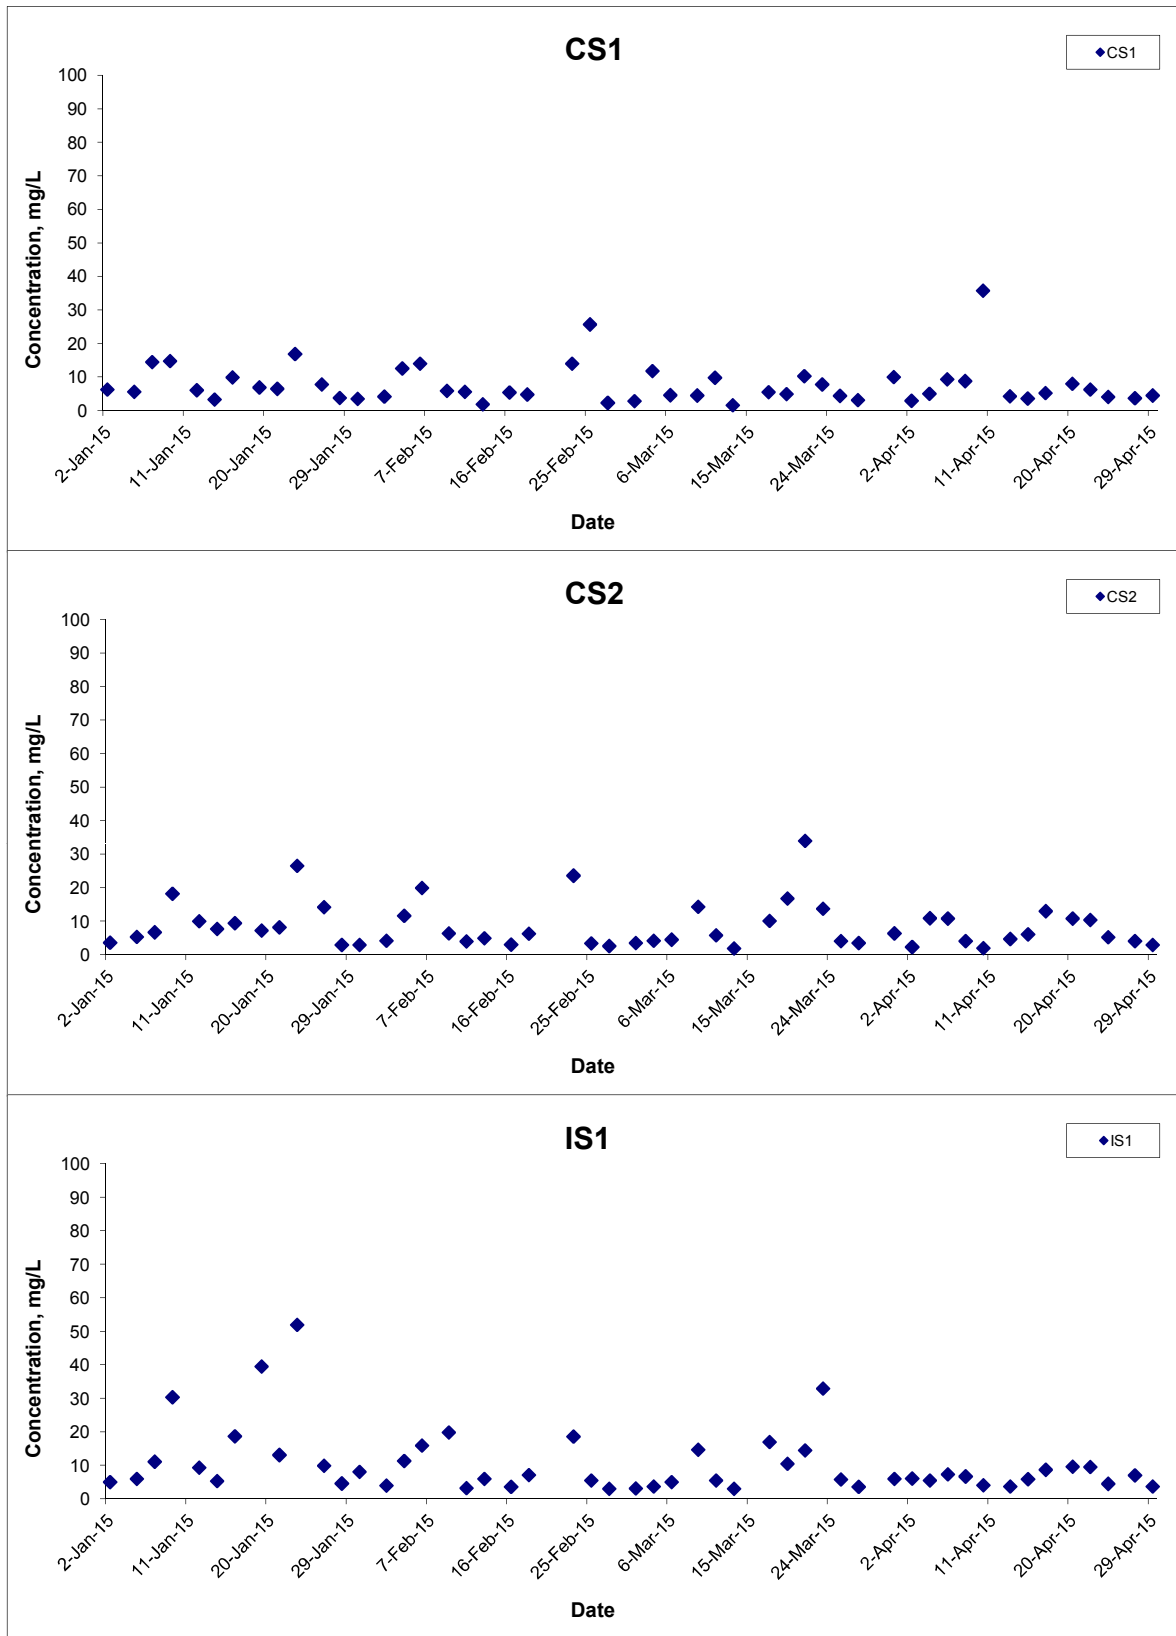 CS1
CS1
100
90
80
70
60
50
40
30
20
10
0
Concentration, mg/L
2-Jan-15
11-Jan-15
20-Jan-15
29-Jan-15
7-Feb-15
16-Feb-15
25-Feb-15
6-Mar-15
15-Mar-15
24-Mar-15
2-Apr-15
11-Apr-15
20-Apr-15
29-Apr-15
Date
CS2
CS2
100
90
80
70
60
50
40
30
20
10
0
Concentration, mg/L
2-Jan-15
11-Jan-15
20-Jan-15
29-Jan-15
7-Feb-15
16-Feb-15
25-Feb-15
6-Mar-15
15-Mar-15
24-Mar-15
2-Apr-15
11-Apr-15
20-Apr-15
29-Apr-15
Date
IS1
IS1
100
90
80
70
60
50
40
30
20
10
0
Concentration, mg/L
2-Jan-15
11-Jan-15
20-Jan-15
29-Jan-15
7-Feb-15
16-Feb-15
25-Feb-15
6-Mar-15
15-Mar-15
24-Mar-15
2-Apr-15
11-Apr-15
20-Apr-15
29-Apr-15
Date